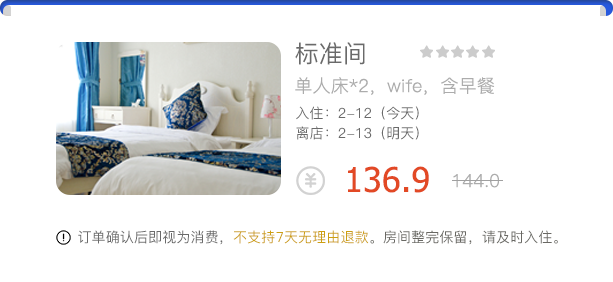 标准间
单人床*2，wife，含早餐
入住：2-12（今天）
离店：2-13（明天）
¥ 136.9 144.0
订单确认后即视为消费，不支持7天无理由退款。房间整完保留，请及时入住。